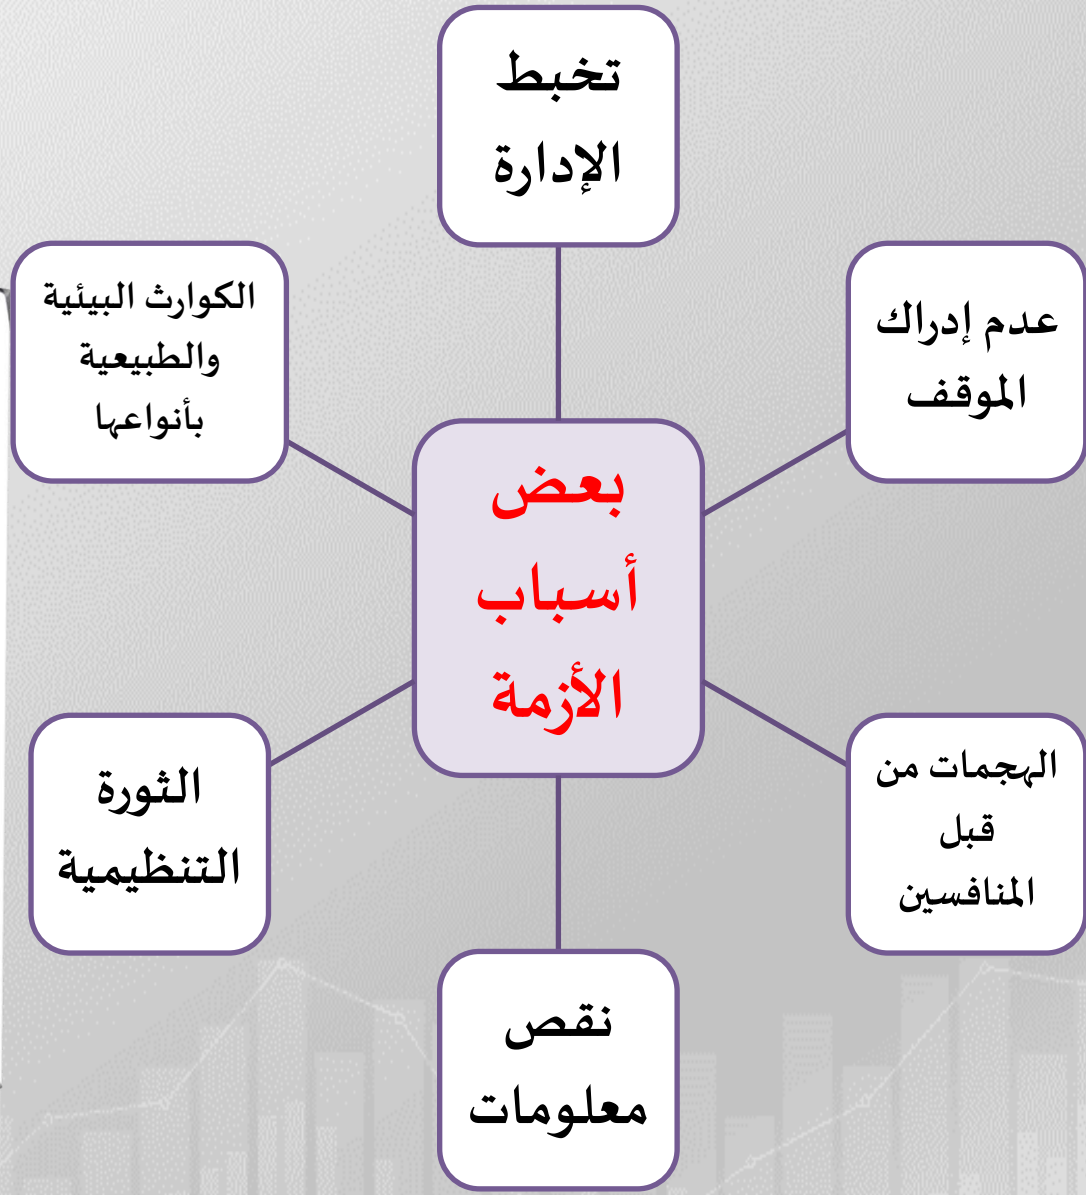 تخبط
الإدارة
عدم إدراك
الموقف
الكوارث البيئية
والطبيعية
بأنواعها
بعض
أسباب
الأزمة
الهجمات من
قبل
المنافسين
الثورة
التنظيمية
نقص
معلومات